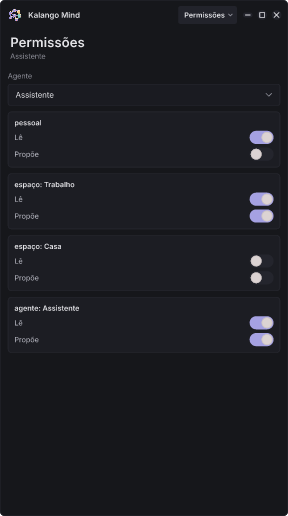 Kalango Mind
Permissões
Permissões
Assistente
Agente
Assistente
pessoal
Lê
Propõe
espaço: Trabalho
Lê
Propõe
espaço: Casa
Lê
Propõe
agente: Assistente
Lê
Propõe